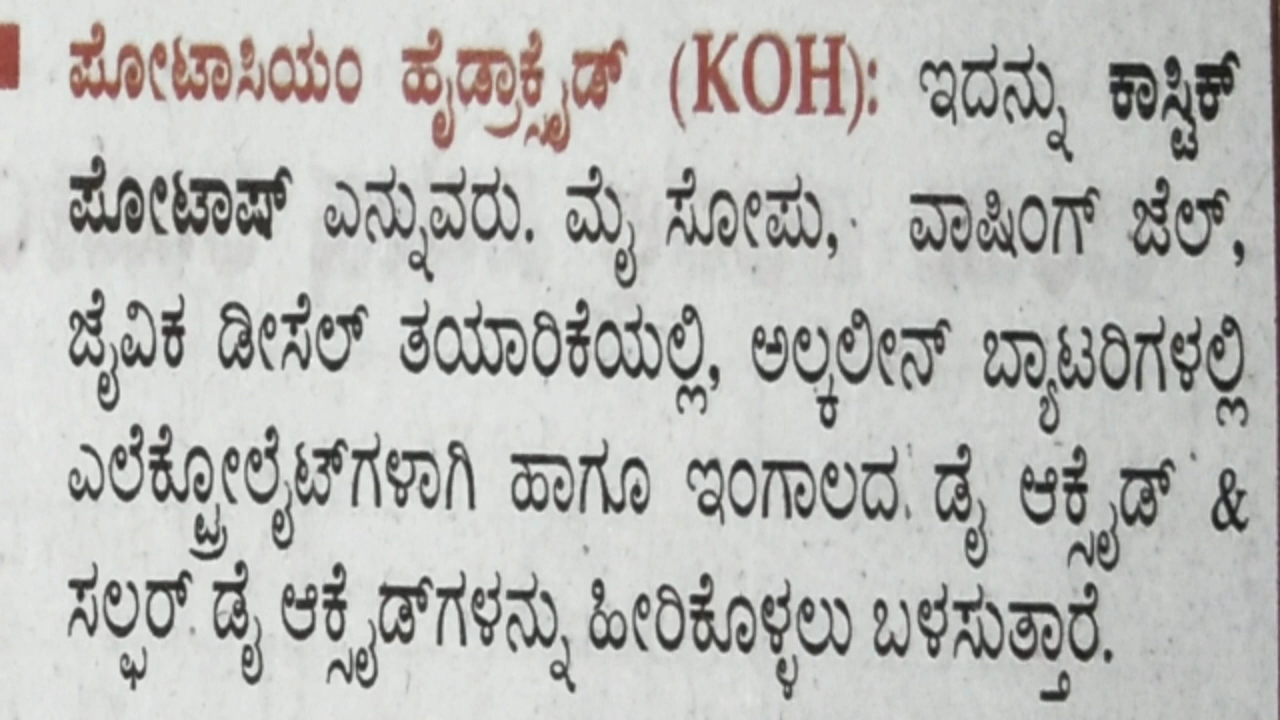 ಪೋಟಾಸಿಯಂ ಹೈಡ್ರಾಕ್ಸೈಡ್ (KOH): ಇದನ್ನು ಕಾಸ್ಟಿಕ್
ಪೋಟಾಷ್ ಎನ್ನುವರು. ಮೈ ಸೋಪು, ವಾಷಿಂಗ್ ಜೆಲ್,
ಜೈವಿಕ ಡೀಸೆಲ್ ತಯಾರಿಕೆಯಲ್ಲಿ, ಅಲ್ಕಲೀನ್ ಬ್ಯಾಟರಿಗಳಲ್ಲಿ
ಎಲೆಕ್ಟ್ರೋಲೈಟ್‌ಗಳಾಗಿ ಹಾಗೂ ಇಂಗಾಲದ ಡೈ ಆಕ್ಸೈಡ್ &
ಸಲ್ಫರ್ ಡೈ ಆಕ್ಸೈಡ್‌ಗಳನ್ನು ಹೀರಿಕೊಳ್ಳಲು ಬಳಸುತ್ತಾರೆ.